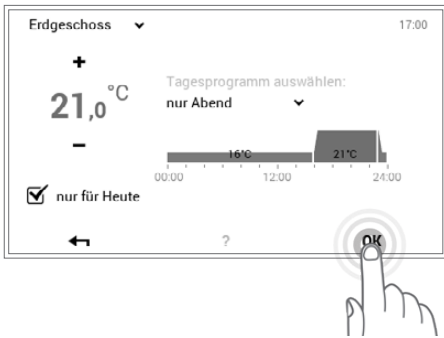 Erdgeschoss
17:00
+
21,0 °C
−
Tagesprogramm auswählen:
nur Abend
16°C 21°C
00:00 12:00 24:00
nur für Heute
? OK